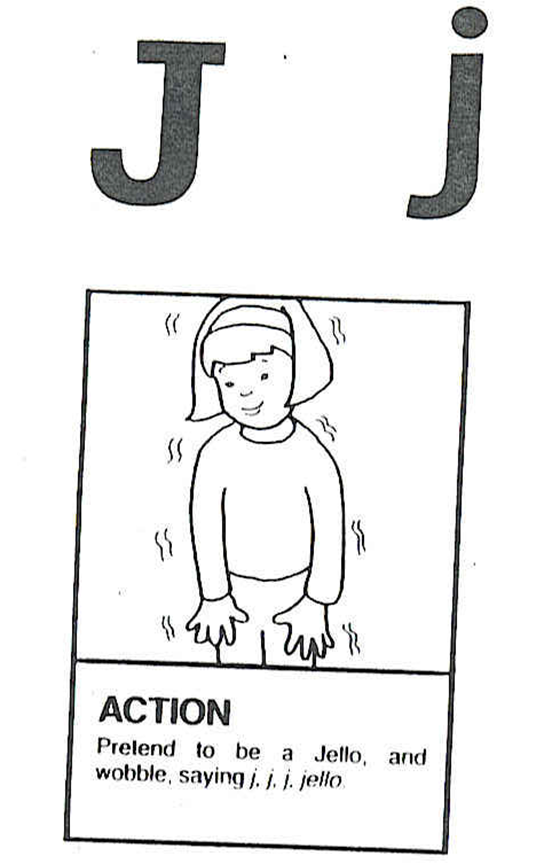 J j
ACTION
Pretend to be a Jello, and
wobble, saying j, j, j, jello.